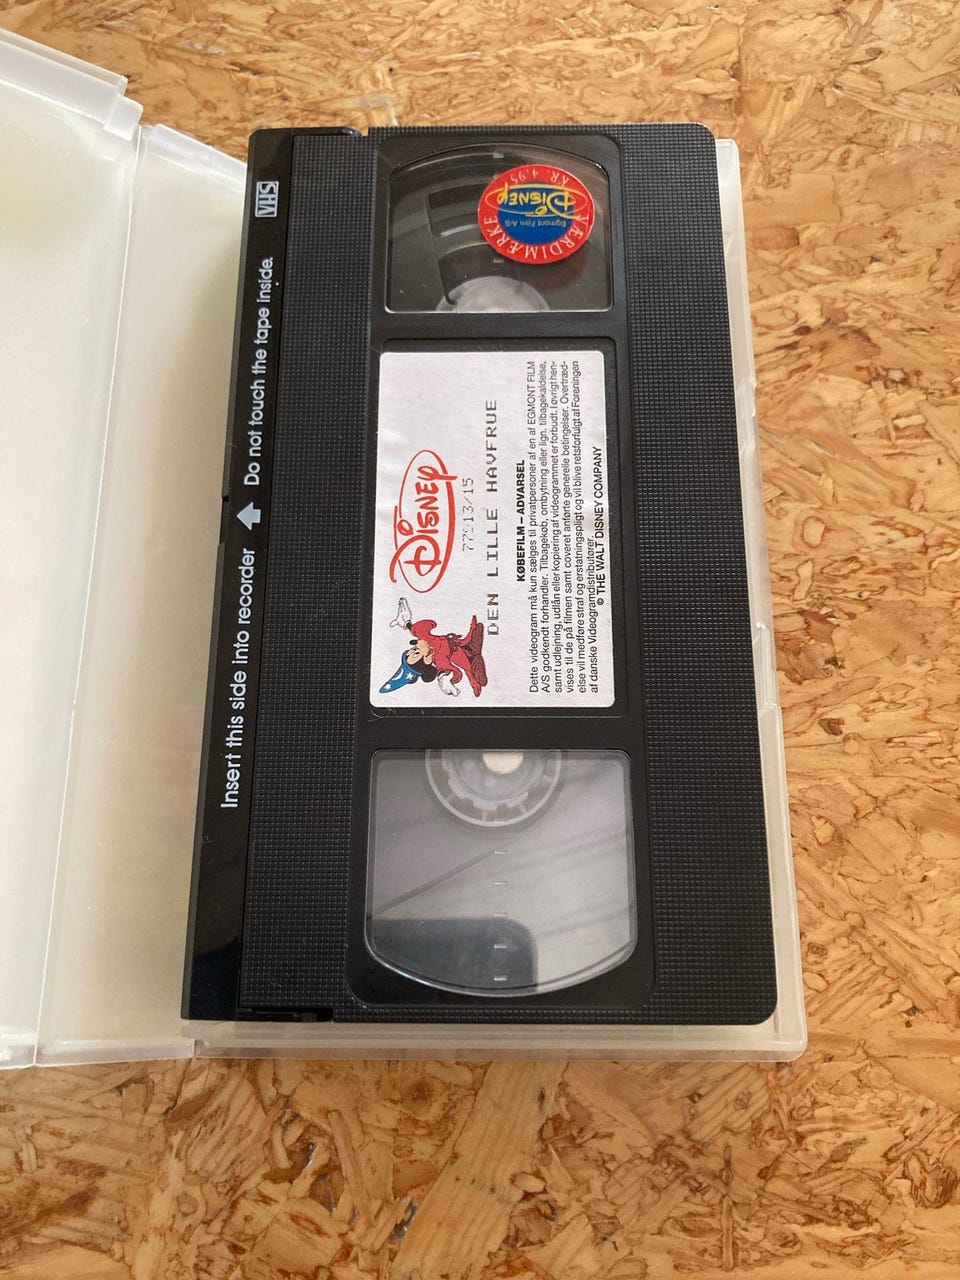 VHS
Insert this side into recorder
Do not touch the tape inside.
VÆRDIMÆRKE
Egmont Film A/S
DISNEY
KR. 4,95
DISNEY
13/15
DEN LILLE HAVFRUE
KØBEFILM – ADVARSEL
Dette videogram må kun sælges til privatpersoner af en af EGMONT FILM
A/S godkendt forhandler. Tilbagekøb, ombytning eller lign. tilbagekaldelse,
samt udlejning, udlån eller kopiering af videogrammet er forbudt. I øvrigt hen-
vises til de på filmen samt coveret anførte generelle betingelser. Overtræd-
else vil medføre straf og erstatningspligt og vil blive retsforfulgt af Foreningen
af danske Videogramdistributører.
© THE WALT DISNEY COMPANY